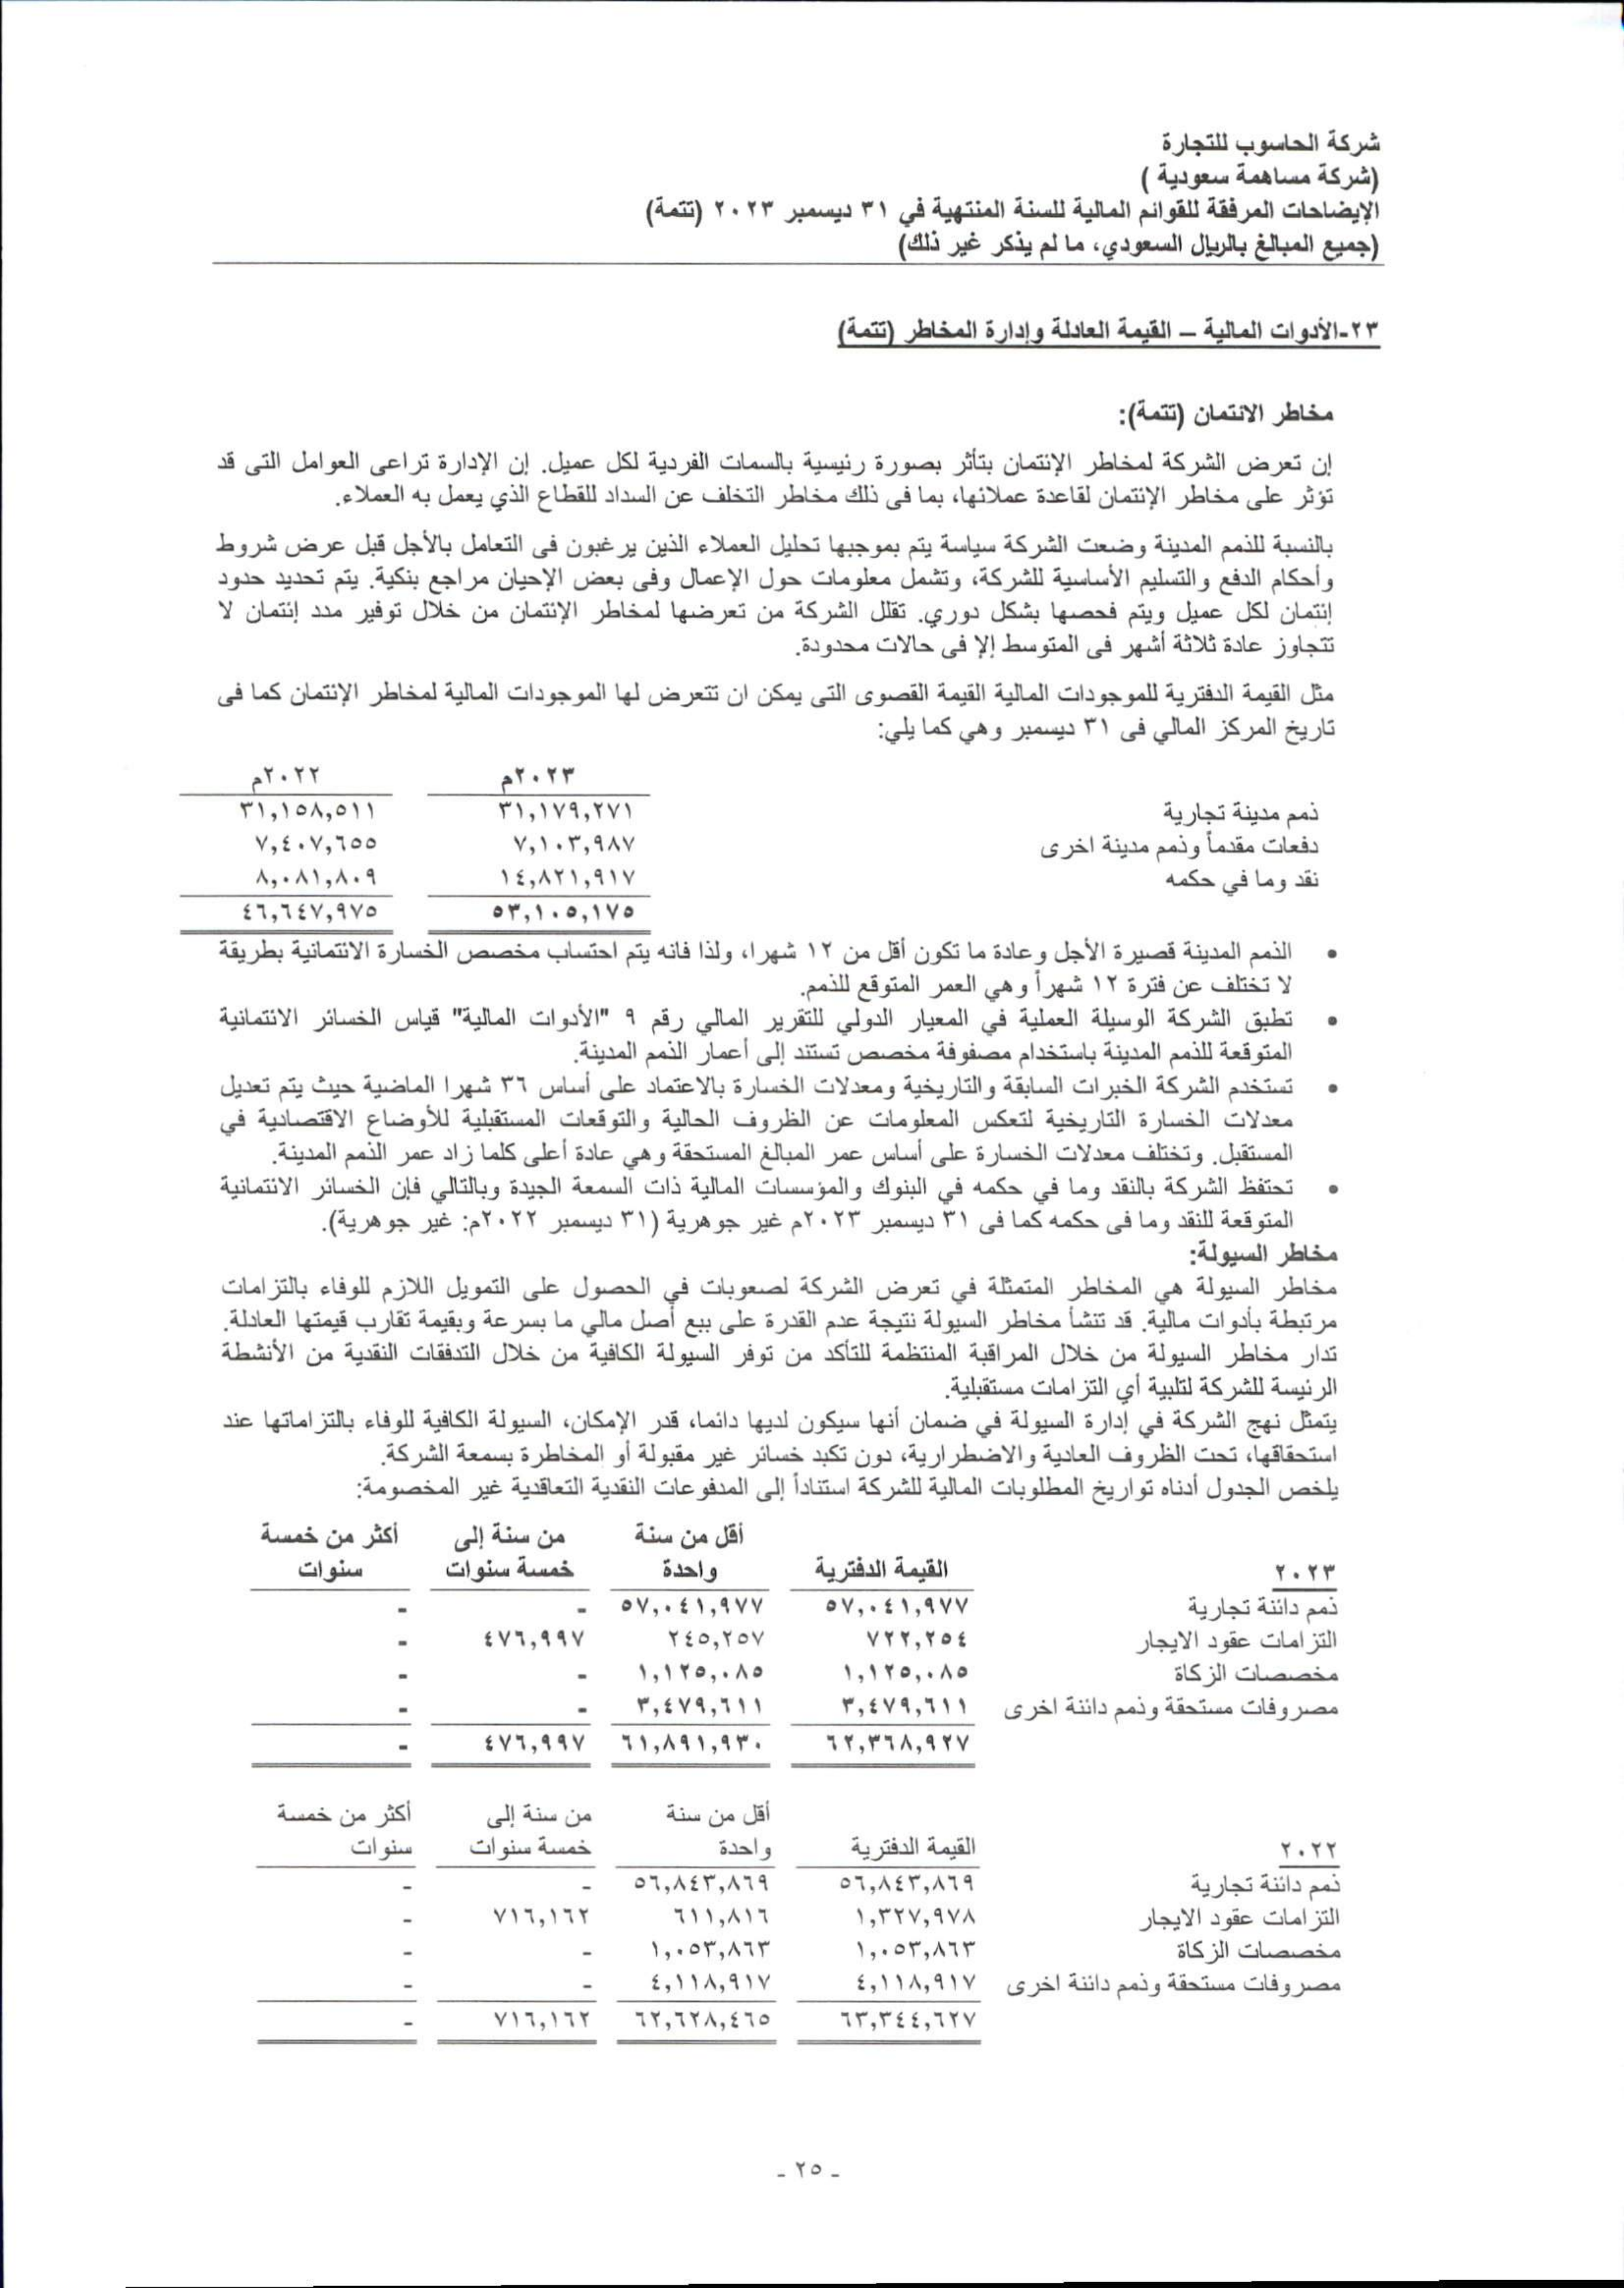 شركة الحاسوب للتجارة
(شركة مساهمة سعودية )
الإيضاحات المرفقة للقوائم المالية للسنة المنتهية في ٣١ ديسمبر ٢٠٢٣ (تتمة)
(جميع المبالغ بالريال السعودي، ما لم يذكر غير ذلك)
٢٣-الأدوات المالية – القيمة العادلة وإدارة المخاطر (تتمة)
مخاطر الائتمان (تتمة):
إن تعرض الشركة لمخاطر الإنتمان بتأثر بصورة رئيسية بالسمات الفردية لكل عميل. إن الإدارة تراعى العوامل التى قد
تؤثر على مخاطر الإنتمان لقاعدة عملائها، بما فى ذلك مخاطر التخلف عن السداد للقطاع الذي يعمل به العملاء.
بالنسبة للذمم المدينة وضعت الشركة سياسة يتم بموجبها تحليل العملاء الذين يرغبون فى التعامل بالأجل قبل عرض شروط
وأحكام الدفع والتسليم الأساسية للشركة، وتشمل معلومات حول الإعمال وفى بعض الإحيان مراجع بنكية. يتم تحديد حدود
إنتمان لكل عميل ويتم فحصها بشكل دوري. تقلل الشركة من تعرضها لمخاطر الإنتمان من خلال توفير مدد إنتمان لا
تتجاوز عادة ثلاثة أشهر فى المتوسط إلا فى حالات محدودة.
مثل القيمة الدفترية للموجودات المالية القيمة القصوى التى يمكن ان تتعرض لها الموجودات المالية لمخاطر الإنتمان كما فى
تاريخ المركز المالي فى ٣١ ديسمبر وهي كما يلي:
٢٠٢٣م ٢٠٢٢م
ذمم مدينة تجارية ٣١,١٧٩,٢٧١ ٣١,١٥٨,٥١١
دفعات مقدماً وذمم مدينة اخرى ٧,١٠٣,٩٨٧ ٧,٤٠٧,٦٥٥
نقد وما في حكمه ١٤,٨٢١,٩١٧ ٨,٠٨١,٨٠٩
٥٣,١٠٥,١٧٥ ٤٦,٦٤٧,٩٧٥
• الذمم المدينة قصيرة الأجل وعادة ما تكون أقل من ١٢ شهرا، ولذا فانه يتم احتساب مخصص الخسارة الائتمانية بطريقة
لا تختلف عن فترة ١٢ شهراً وهي العمر المتوقع للذمم.
• تطبق الشركة الوسيلة العملية في المعيار الدولي للتقرير المالي رقم ٩ "الأدوات المالية" قياس الخسائر الائتمانية
المتوقعة للذمم المدينة باستخدام مصفوفة مخصص تستند إلى أعمار الذمم المدينة.
• تستخدم الشركة الخبرات السابقة والتاريخية ومعدلات الخسارة بالاعتماد على أساس ٣٦ شهرا الماضية حيث يتم تعديل
معدلات الخسارة التاريخية لتعكس المعلومات عن الظروف الحالية والتوقعات المستقبلية للأوضاع الاقتصادية في
المستقبل. وتختلف معدلات الخسارة على أساس عمر المبالغ المستحقة وهي عادة أعلى كلما زاد عمر الذمم المدينة.
• تحتفظ الشركة بالنقد وما في حكمه في البنوك والمؤسسات المالية ذات السمعة الجيدة وبالتالي فإن الخسائر الائتمانية
المتوقعة للنقد وما فى حكمه كما فى ٣١ ديسمبر ٢٠٢٣م غير جوهرية (٣١ ديسمبر ٢٠٢٢م: غير جوهرية).
مخاطر السيولة:
مخاطر السيولة هي المخاطر المتمثلة في تعرض الشركة لصعوبات في الحصول على التمويل اللازم للوفاء بالتزامات
مرتبطة بأدوات مالية. قد تنشأ مخاطر السيولة نتيجة عدم القدرة على بيع أصل مالي ما بسرعة وبقيمة تقارب قيمتها العادلة.
تدار مخاطر السيولة من خلال المراقبة المنتظمة للتأكد من توفر السيولة الكافية من خلال التدفقات النقدية من الأنشطة
الرئيسة للشركة لتلبية أي التزامات مستقبلية.
يتمثل نهج الشركة في إدارة السيولة في ضمان أنها سيكون لديها دائما، قدر الإمكان، السيولة الكافية للوفاء بالتزاماتها عند
استحقاقها، تحت الظروف العادية والاضطرارية، دون تكبد خسائر غير مقبولة أو المخاطرة بسمعة الشركة.
يلخص الجدول أدناه تواريخ المطلوبات المالية للشركة استناداً إلى المدفوعات النقدية التعاقدية غير المخصومة:
أقل من سنة من سنة إلى أكثر من خمسة
٢٠٢٣ القيمة الدفترية واحدة خمسة سنوات سنوات
ذمم دائنة تجارية ٥٧,٠٤١,٩٧٧ ٥٧,٠٤١,٩٧٧ - -
التزامات عقود الايجار ٧٢٢,٢٥٤ ٢٤٥,٢٥٧ ٤٧٦,٩٩٧ -
مخصصات الزكاة ١,١٢٥,٠٨٥ ١,١٢٥,٠٨٥ - -
مصروفات مستحقة وذمم دائنة اخرى ٣,٤٧٩,٦١١ ٣,٤٧٩,٦١١ - -
٦٢,٣٦٨,٩٢٧ ٦١,٨٩١,٩٣٠ ٤٧٦,٩٩٧ -
أقل من سنة من سنة إلى أكثر من خمسة
٢٠٢٢ القيمة الدفترية واحدة خمسة سنوات سنوات
ذمم دائنة تجارية ٥٦,٨٤٣,٨٦٩ ٥٦,٨٤٣,٨٦٩ - -
التزامات عقود الايجار ١,٣٢٧,٩٧٨ ٦١١,٨١٦ ٧١٦,١٦٢ -
مخصصات الزكاة ١,٠٥٣,٨٦٣ ١,٠٥٣,٨٦٣ - -
مصروفات مستحقة وذمم دائنة اخرى ٤,١١٨,٩١٧ ٤,١١٨,٩١٧ - -
٦٣,٣٤٤,٦٢٧ ٦٢,٦٢٨,٤٦٥ ٧١٦,١٦٢ -
- ٢٥ -